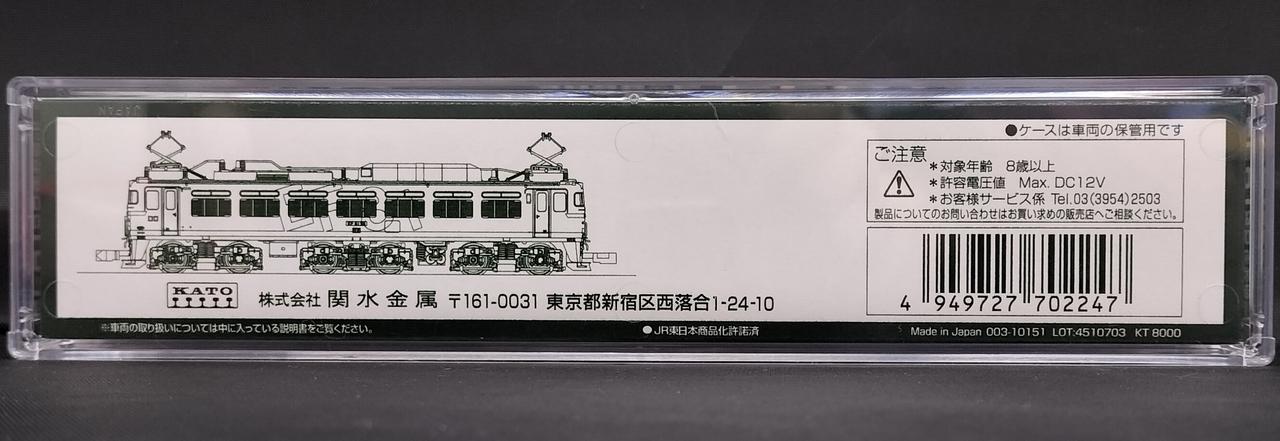 ●ケースは車両の保管用です
ご注意
＊対象年齢 8歳以上
＊許容電圧値 Max. DC12V
＊お客様サービス係 Tel.03(3954)2503
製品についてのお問い合わせはお買い求めの販売店へご相談ください。
KATO
株式会社 関水金属 〒161-0031 東京都新宿区西落合1-24-10
4 949727 702247
※車両の取り扱いについては中に入っている説明書をご覧ください。
●JR東日本商品化許諾済
Made in Japan 003-10151 LOT:4510703 KT 8000